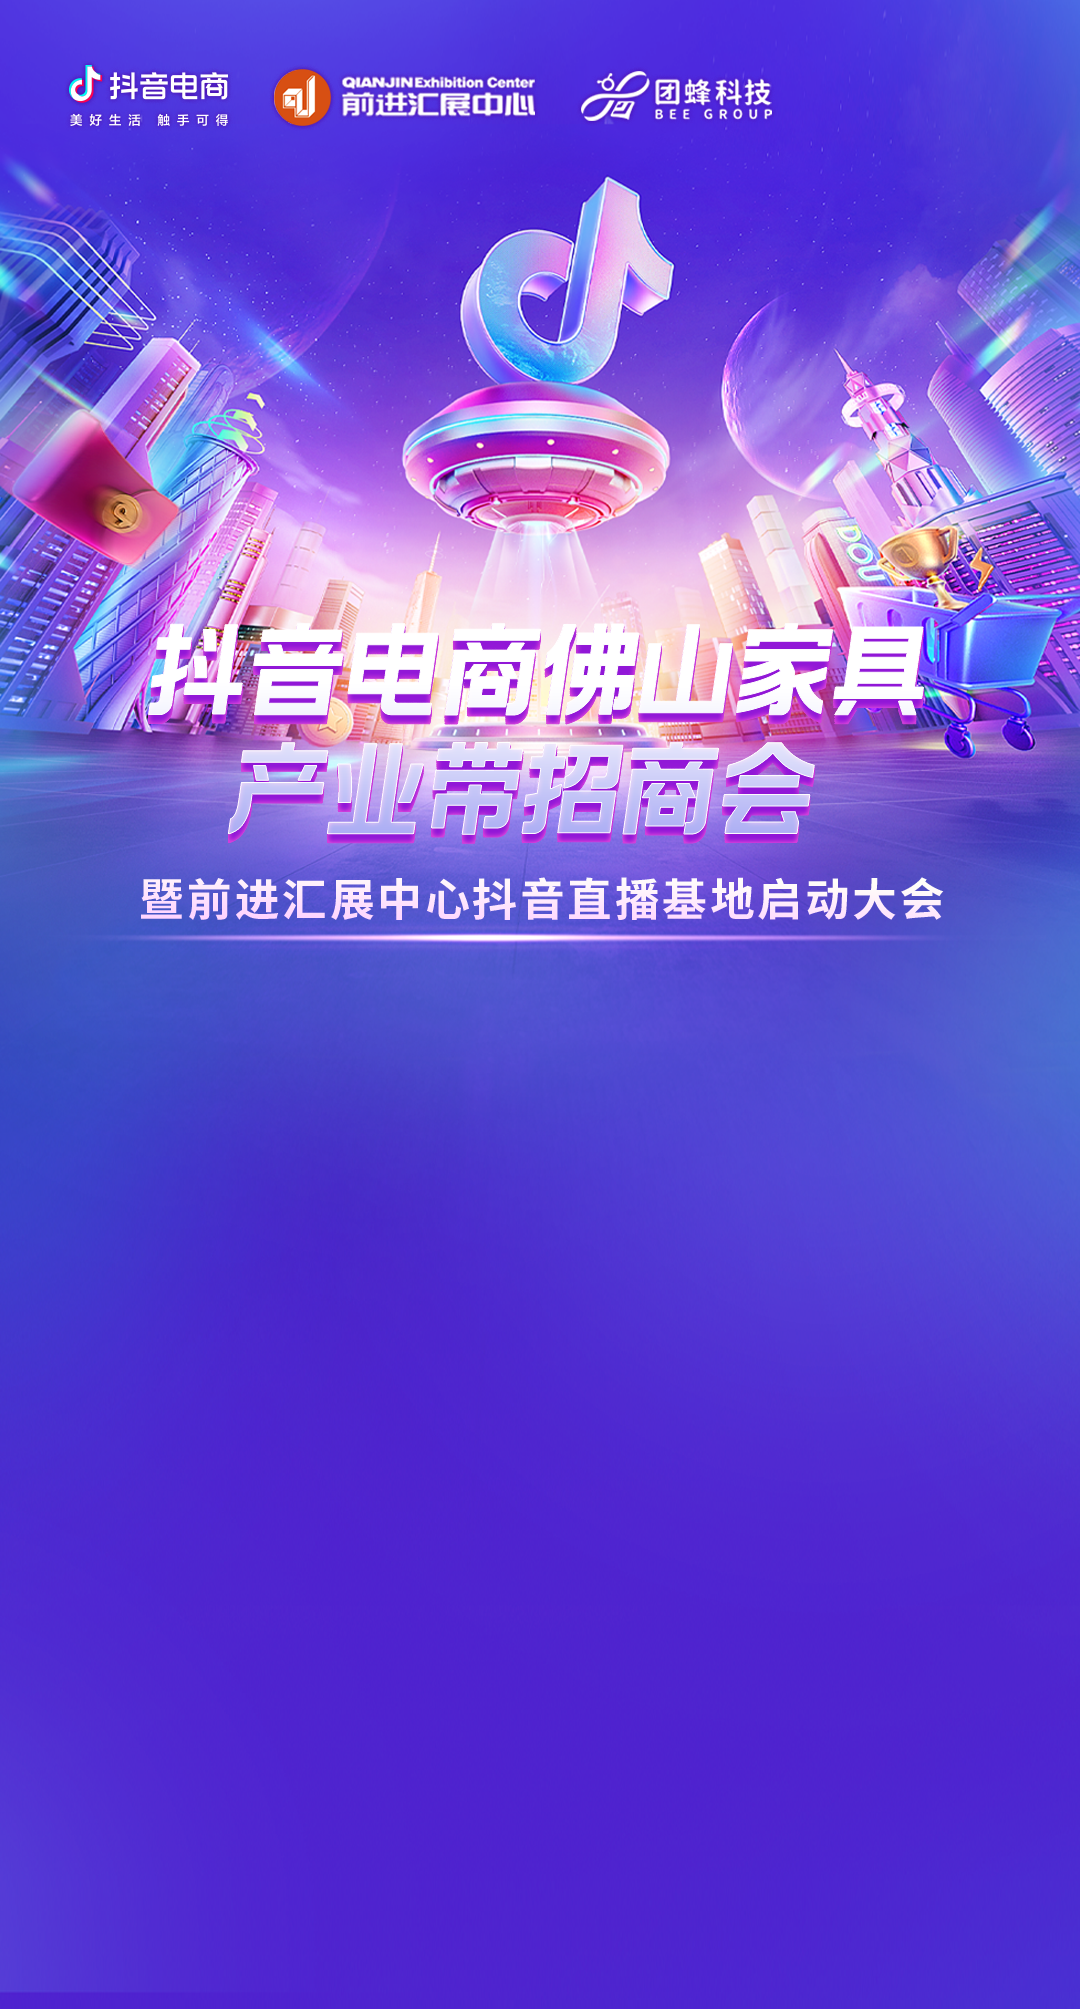 抖音电商
美好生活 触手可得
QIANJIN Exhibition Center
前进汇展中心
团蜂科技
BEE GROUP
DOU
抖音电商佛山家具
产业带招商会
暨前进汇展中心抖音直播基地启动大会